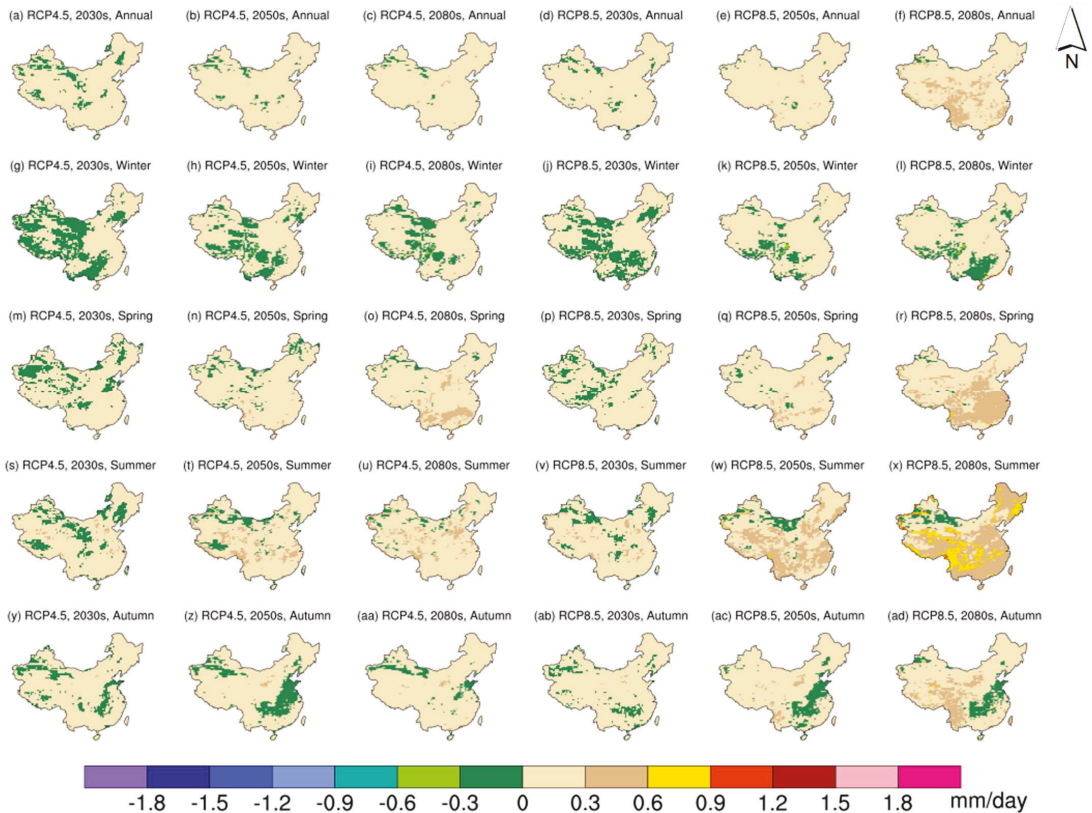 (a) RCP4.5, 2030s, Annual
(b) RCP4.5, 2050s, Annual
(c) RCP4.5, 2080s, Annual
(d) RCP8.5, 2030s, Annual
(e) RCP8.5, 2050s, Annual
(f) RCP8.5, 2080s, Annual
N
(g) RCP4.5, 2030s, Winter
(h) RCP4.5, 2050s, Winter
(i) RCP4.5, 2080s, Winter
(j) RCP8.5, 2030s, Winter
(k) RCP8.5, 2050s, Winter
(l) RCP8.5, 2080s, Winter
(m) RCP4.5, 2030s, Spring
(n) RCP4.5, 2050s, Spring
(o) RCP4.5, 2080s, Spring
(p) RCP8.5, 2030s, Spring
(q) RCP8.5, 2050s, Spring
(r) RCP8.5, 2080s, Spring
(s) RCP4.5, 2030s, Summer
(t) RCP4.5, 2050s, Summer
(u) RCP4.5, 2080s, Summer
(v) RCP8.5, 2030s, Summer
(w) RCP8.5, 2050s, Summer
(x) RCP8.5, 2080s, Summer
(y) RCP4.5, 2030s, Autumn
(z) RCP4.5, 2050s, Autumn
(aa) RCP4.5, 2080s, Autumn
(ab) RCP8.5, 2030s, Autumn
(ac) RCP8.5, 2050s, Autumn
(ad) RCP8.5, 2080s, Autumn
-1.8 -1.5 -1.2 -0.9 -0.6 -0.3 0 0.3 0.6 0.9 1.2 1.5 1.8 mm/day